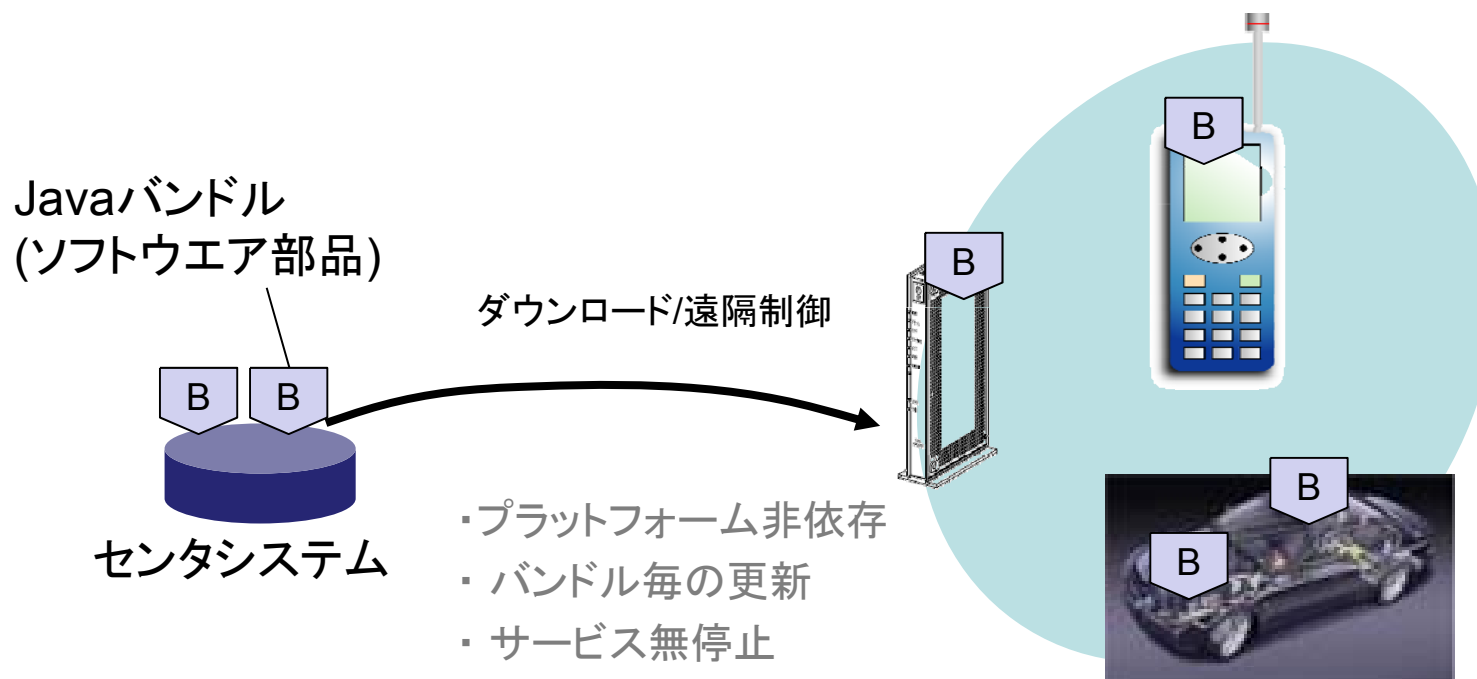 B
B
Javaバンドル
(ソフトウエア部品)
ダウンロード/遠隔制御
B
B
センタシステム
・プラットフォーム非依存
・ バンドル毎の更新
・ サービス無停止
B
B